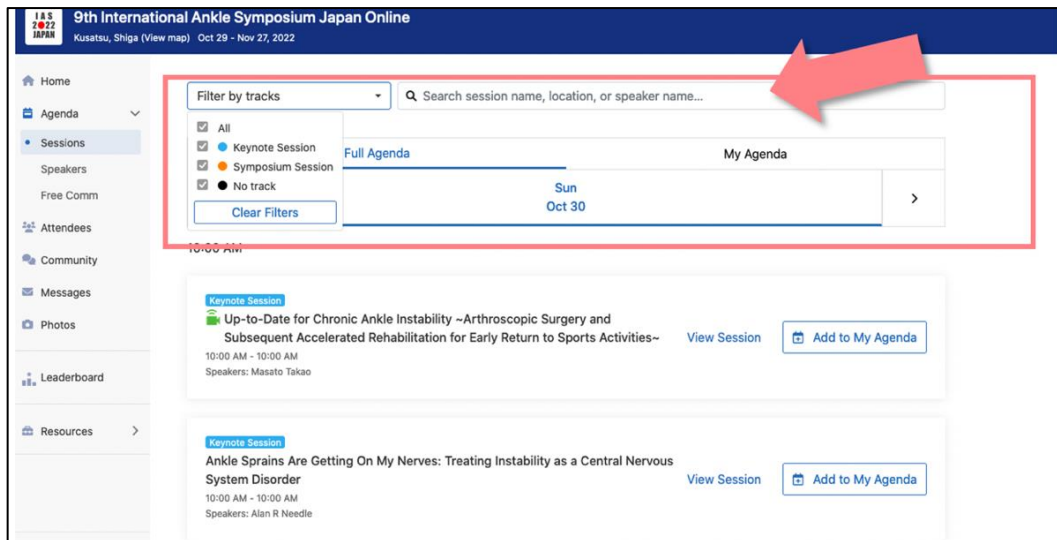 IAS
2022
JAPAN
9th International Ankle Symposium Japan Online
Kusatsu, Shiga (View map) Oct 29 - Nov 27, 2022
Home
Agenda
Sessions
Speakers
Free Comm
Attendees
Community
Messages
Photos
Leaderboard
Resources
Filter by tracks
Search session name, location, or speaker name...
All
Keynote Session
Symposium Session
No track
Clear Filters
Full Agenda
My Agenda
Sun
Oct 30
10:00 AM
Keynote Session
Up-to-Date for Chronic Ankle Instability ~Arthroscopic Surgery and
Subsequent Accelerated Rehabilitation for Early Return to Sports Activities~
10:00 AM - 10:00 AM
Speakers: Masato Takao
View Session
Add to My Agenda
Keynote Session
Ankle Sprains Are Getting On My Nerves: Treating Instability as a Central Nervous
System Disorder
10:00 AM - 10:00 AM
Speakers: Alan R Needle
View Session
Add to My Agenda